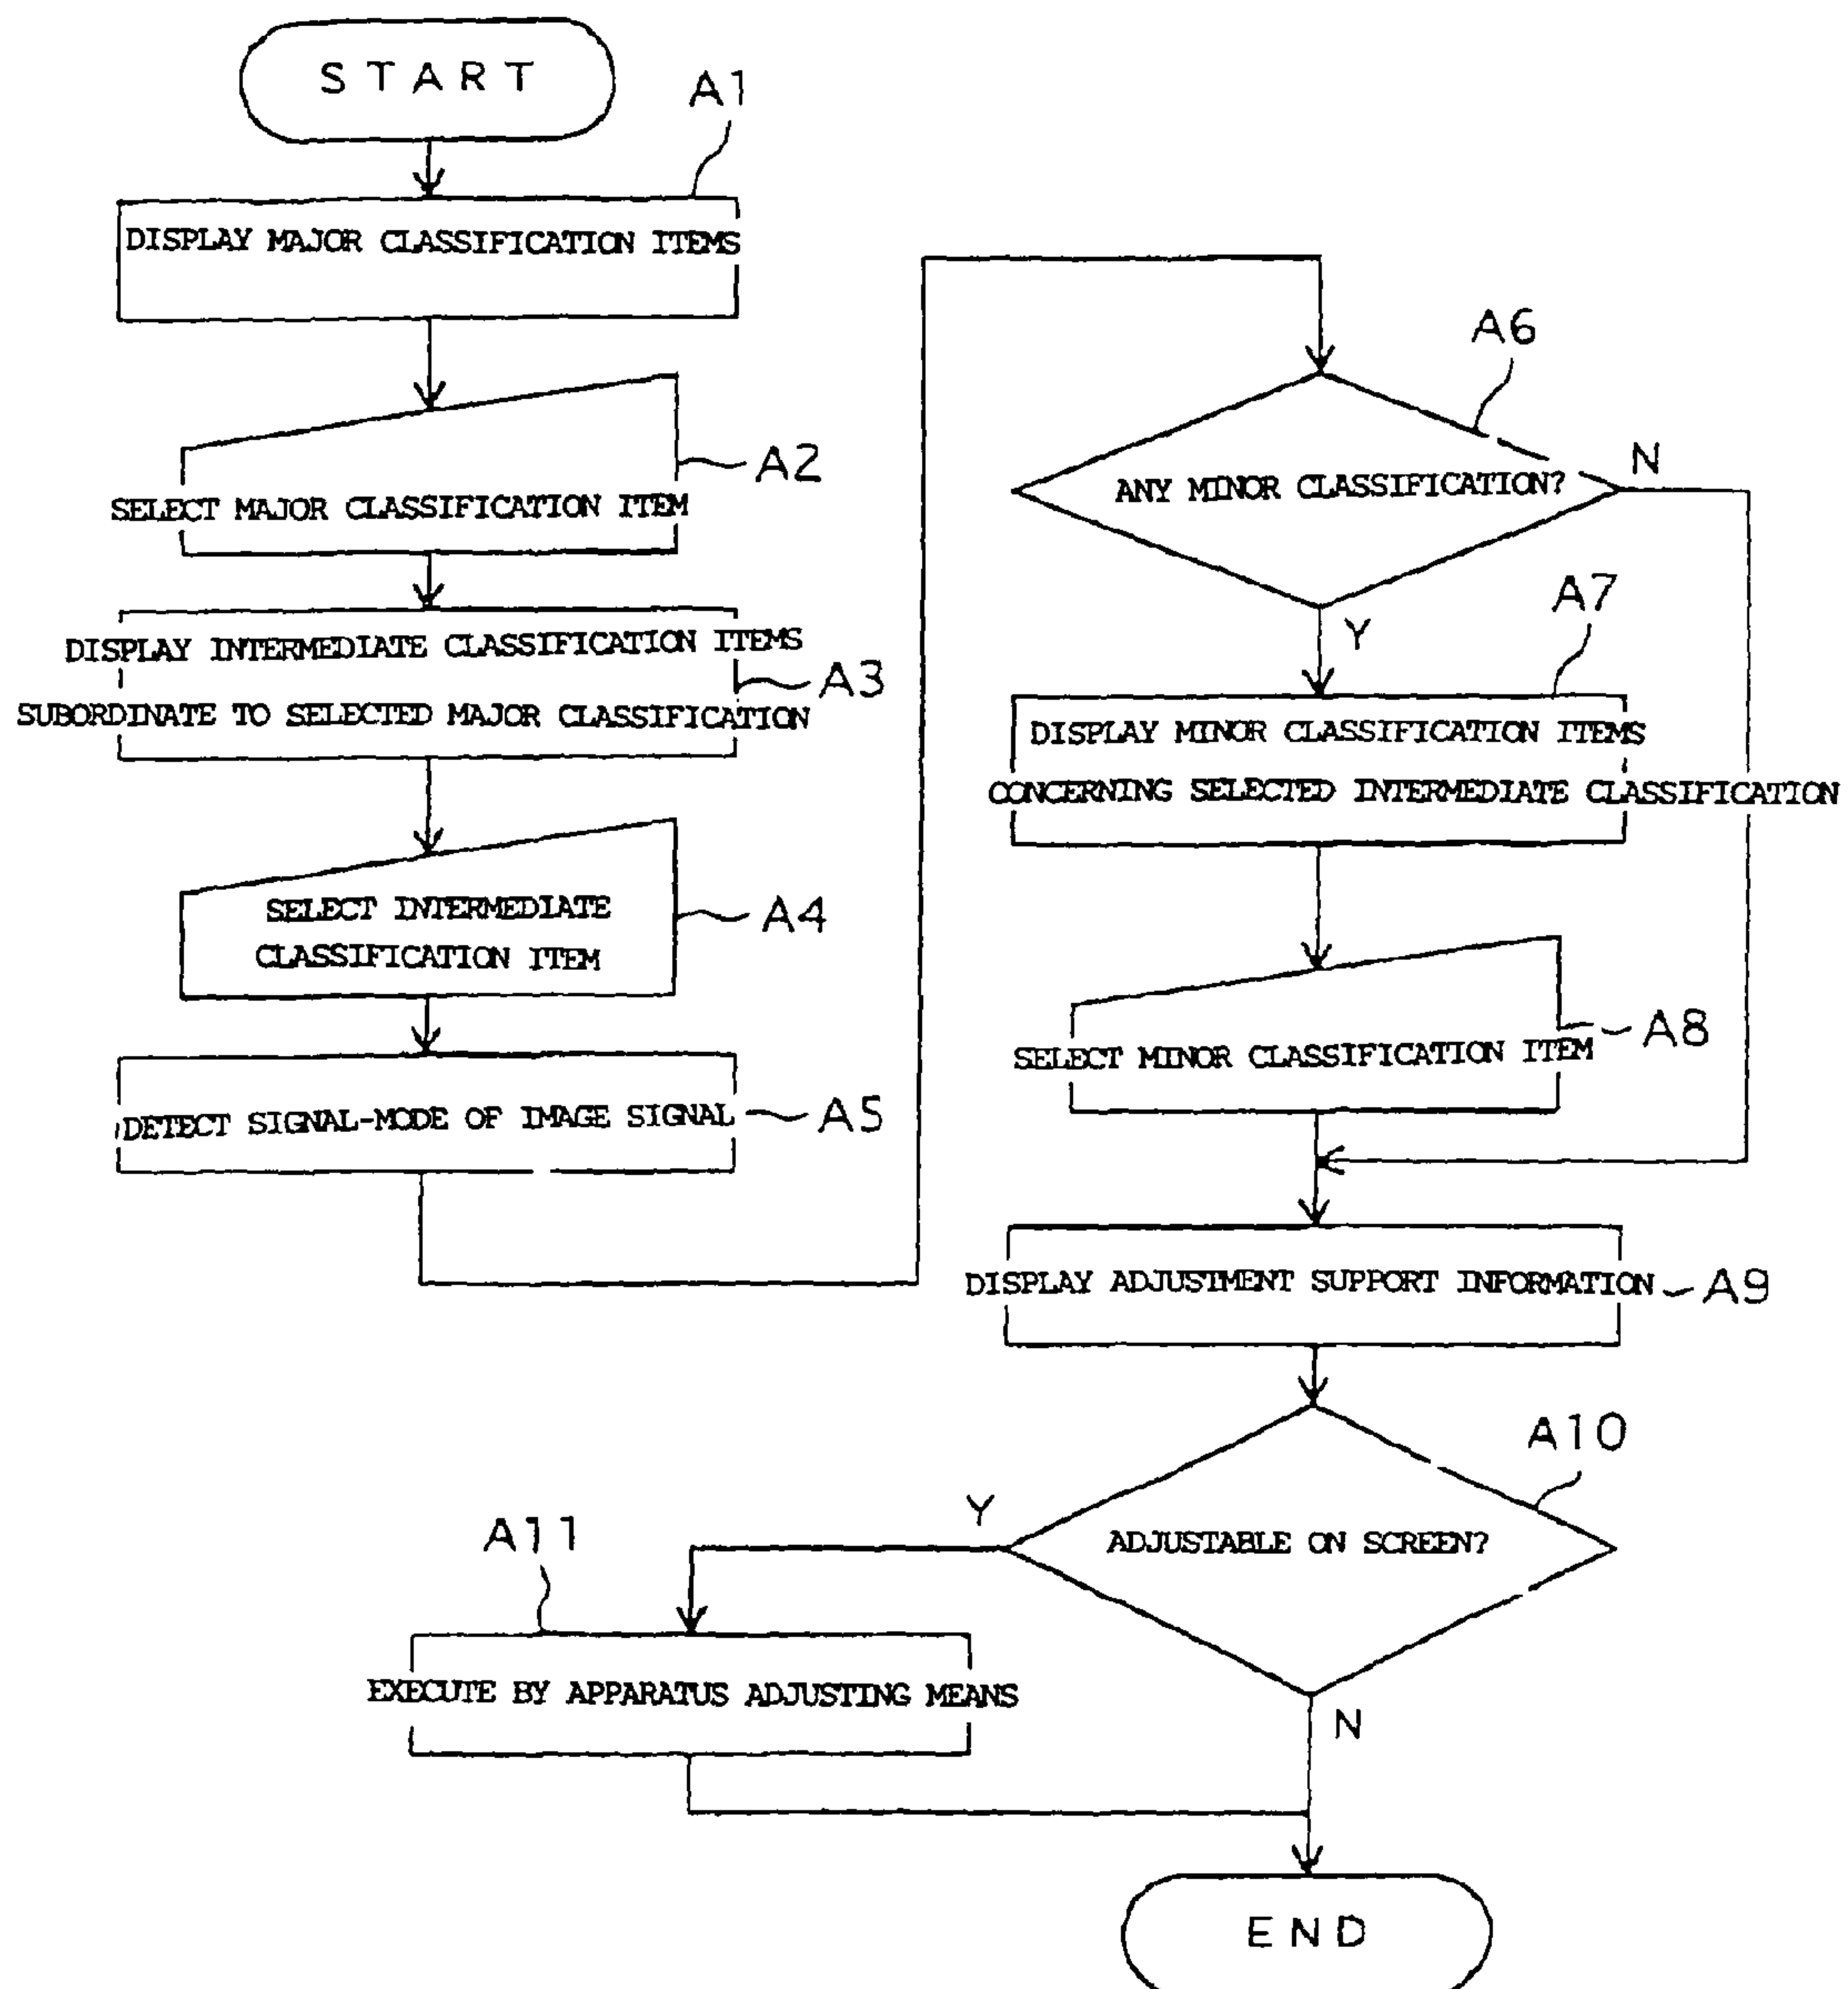 START
A1
DISPLAY MAJOR CLASSIFICATION ITEMS
A2
SELECT MAJOR CLASSIFICATION ITEM
DISPLAY INTERMEDIATE CLASSIFICATION ITEMS
SUBORDINATE TO SELECTED MAJOR CLASSIFICATION
A3
SELECT INTERMEDIATE
CLASSIFICATION ITEM
A4
DETECT SIGNAL-MODE OF IMAGE SIGNAL
A5
A6
ANY MINOR CLASSIFICATION?
N
Y
A7
DISPLAY MINOR CLASSIFICATION ITEMS
CONCERNING SELECTED INTERMEDIATE CLASSIFICATION
SELECT MINOR CLASSIFICATION ITEM
A8
DISPLAY ADJUSTMENT SUPPORT INFORMATION
A9
A10
ADJUSTABLE ON SCREEN?
Y
N
A11
EXECUTE BY APPARATUS ADJUSTING MEANS
END